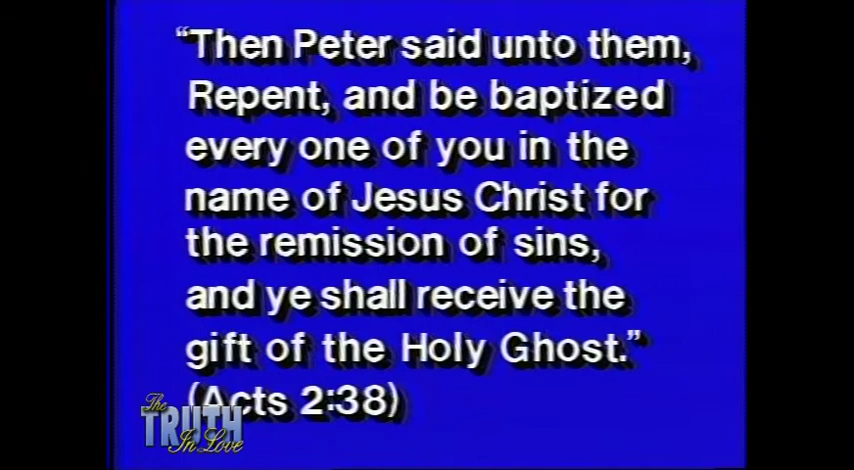 “Then Peter said unto them,
Repent, and be baptized
every one of you in the
name of Jesus Christ for
the remission of sins,
and ye shall receive the
gift of the Holy Ghost.”
(Acts 2:38)
The
TRUTH
In Love